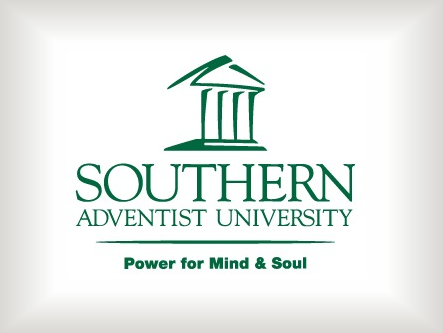 SOUTHERN
ADVENTIST UNIVERSITY
Power for Mind & Soul